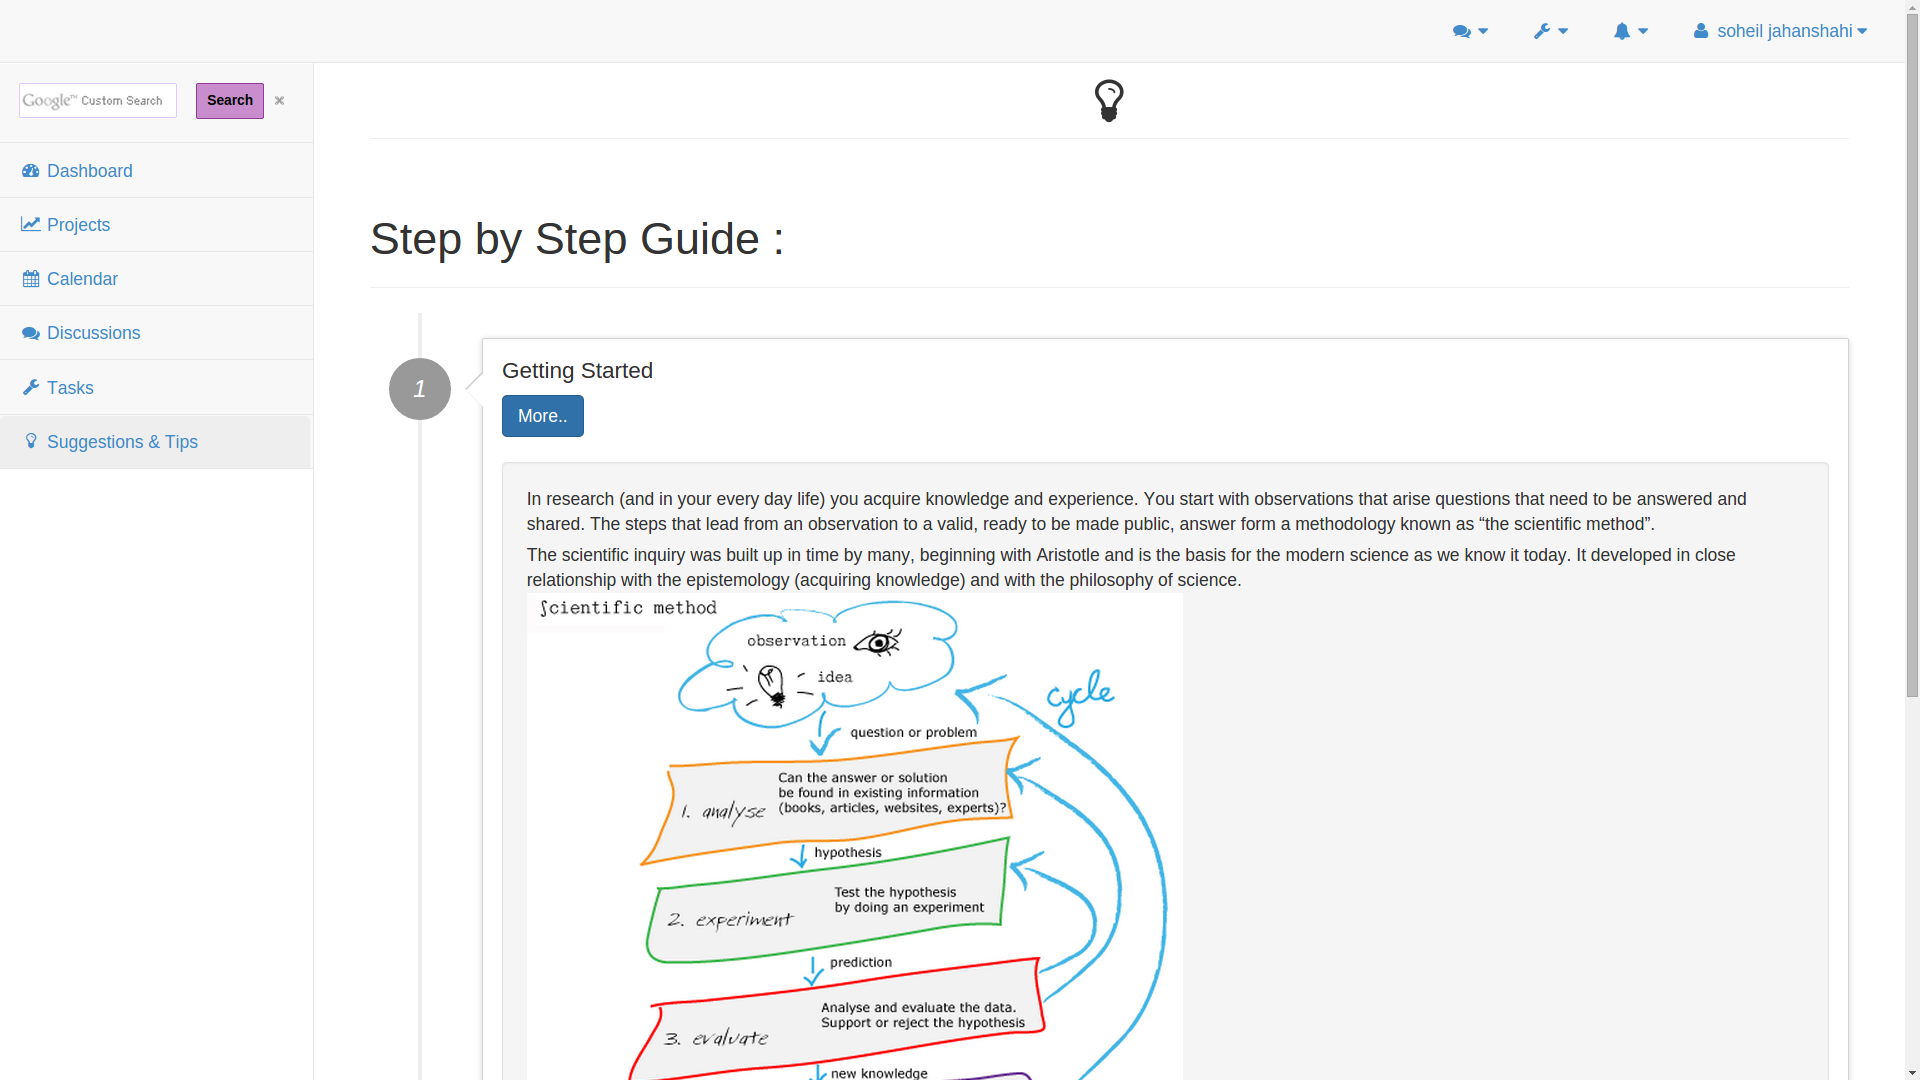 soheil jahanshahi
Google™ Custom Search
Search
Dashboard
Projects
Calendar
Discussions
Tasks
Suggestions & Tips
Step by Step Guide :
1
Getting Started
More..
In research (and in your every day life) you acquire knowledge and experience. You start with observations that arise questions that need to be answered and
shared. The steps that lead from an observation to a valid, ready to be made public, answer form a methodology known as “the scientific method”.
The scientific inquiry was built up in time by many, beginning with Aristotle and is the basis for the modern science as we know it today. It developed in close
relationship with the epistemology (acquiring knowledge) and with the philosophy of science.
Scientific method
observation
idea
cycle
question or problem
Can the answer or solution
be found in existing information
(books, articles, websites, experts)?
1. analyse
hypothesis
Test the hypothesis
by doing an experiment
2. experiment
prediction
Analyse and evaluate the data.
Support or reject the hypothesis
3. evaluate
new knowledge